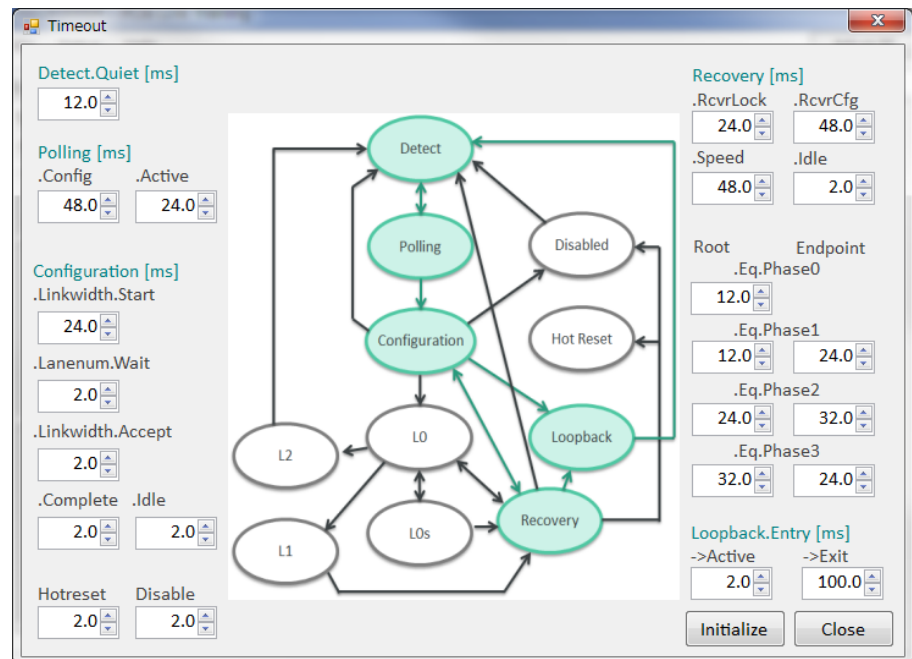 Timeout
Detect.Quiet [ms]
12.0
Polling [ms]
.Config .Active
48.0 24.0
Configuration [ms]
.Linkwidth.Start
24.0
.Lanenum.Wait
2.0
.Linkwidth.Accept
2.0
.Complete .Idle
2.0 2.0
Hotreset Disable
2.0 2.0
Detect
Polling
Disabled
Configuration
Hot Reset
L0
Loopback
L2
L0s
Recovery
L1
Recovery [ms]
.RcvrLock .RcvrCfg
24.0 48.0
.Speed .Idle
48.0 2.0
Root Endpoint
.Eq.Phase0
12.0
.Eq.Phase1
12.0 24.0
.Eq.Phase2
24.0 32.0
.Eq.Phase3
32.0 24.0
Loopback.Entry [ms]
->Active ->Exit
2.0 100.0
Initialize Close